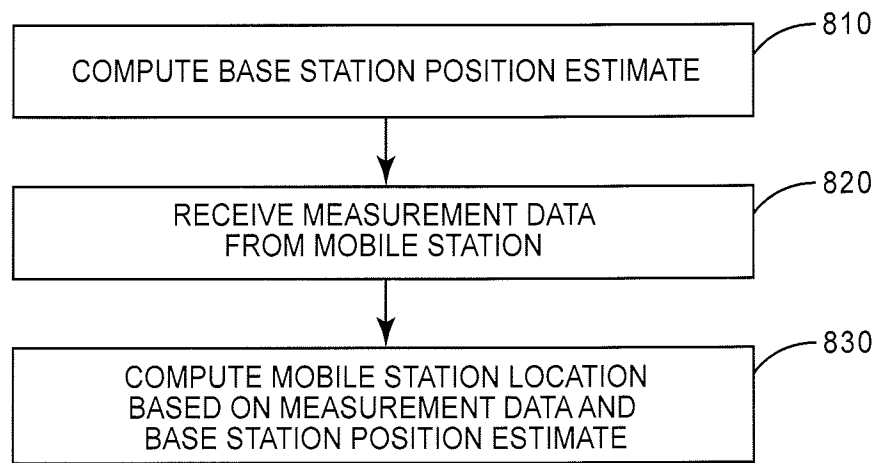 810
COMPUTE BASE STATION POSITION ESTIMATE
820
RECEIVE MEASUREMENT DATA
FROM MOBILE STATION
830
COMPUTE MOBILE STATION LOCATION
BASED ON MEASUREMENT DATA AND
BASE STATION POSITION ESTIMATE